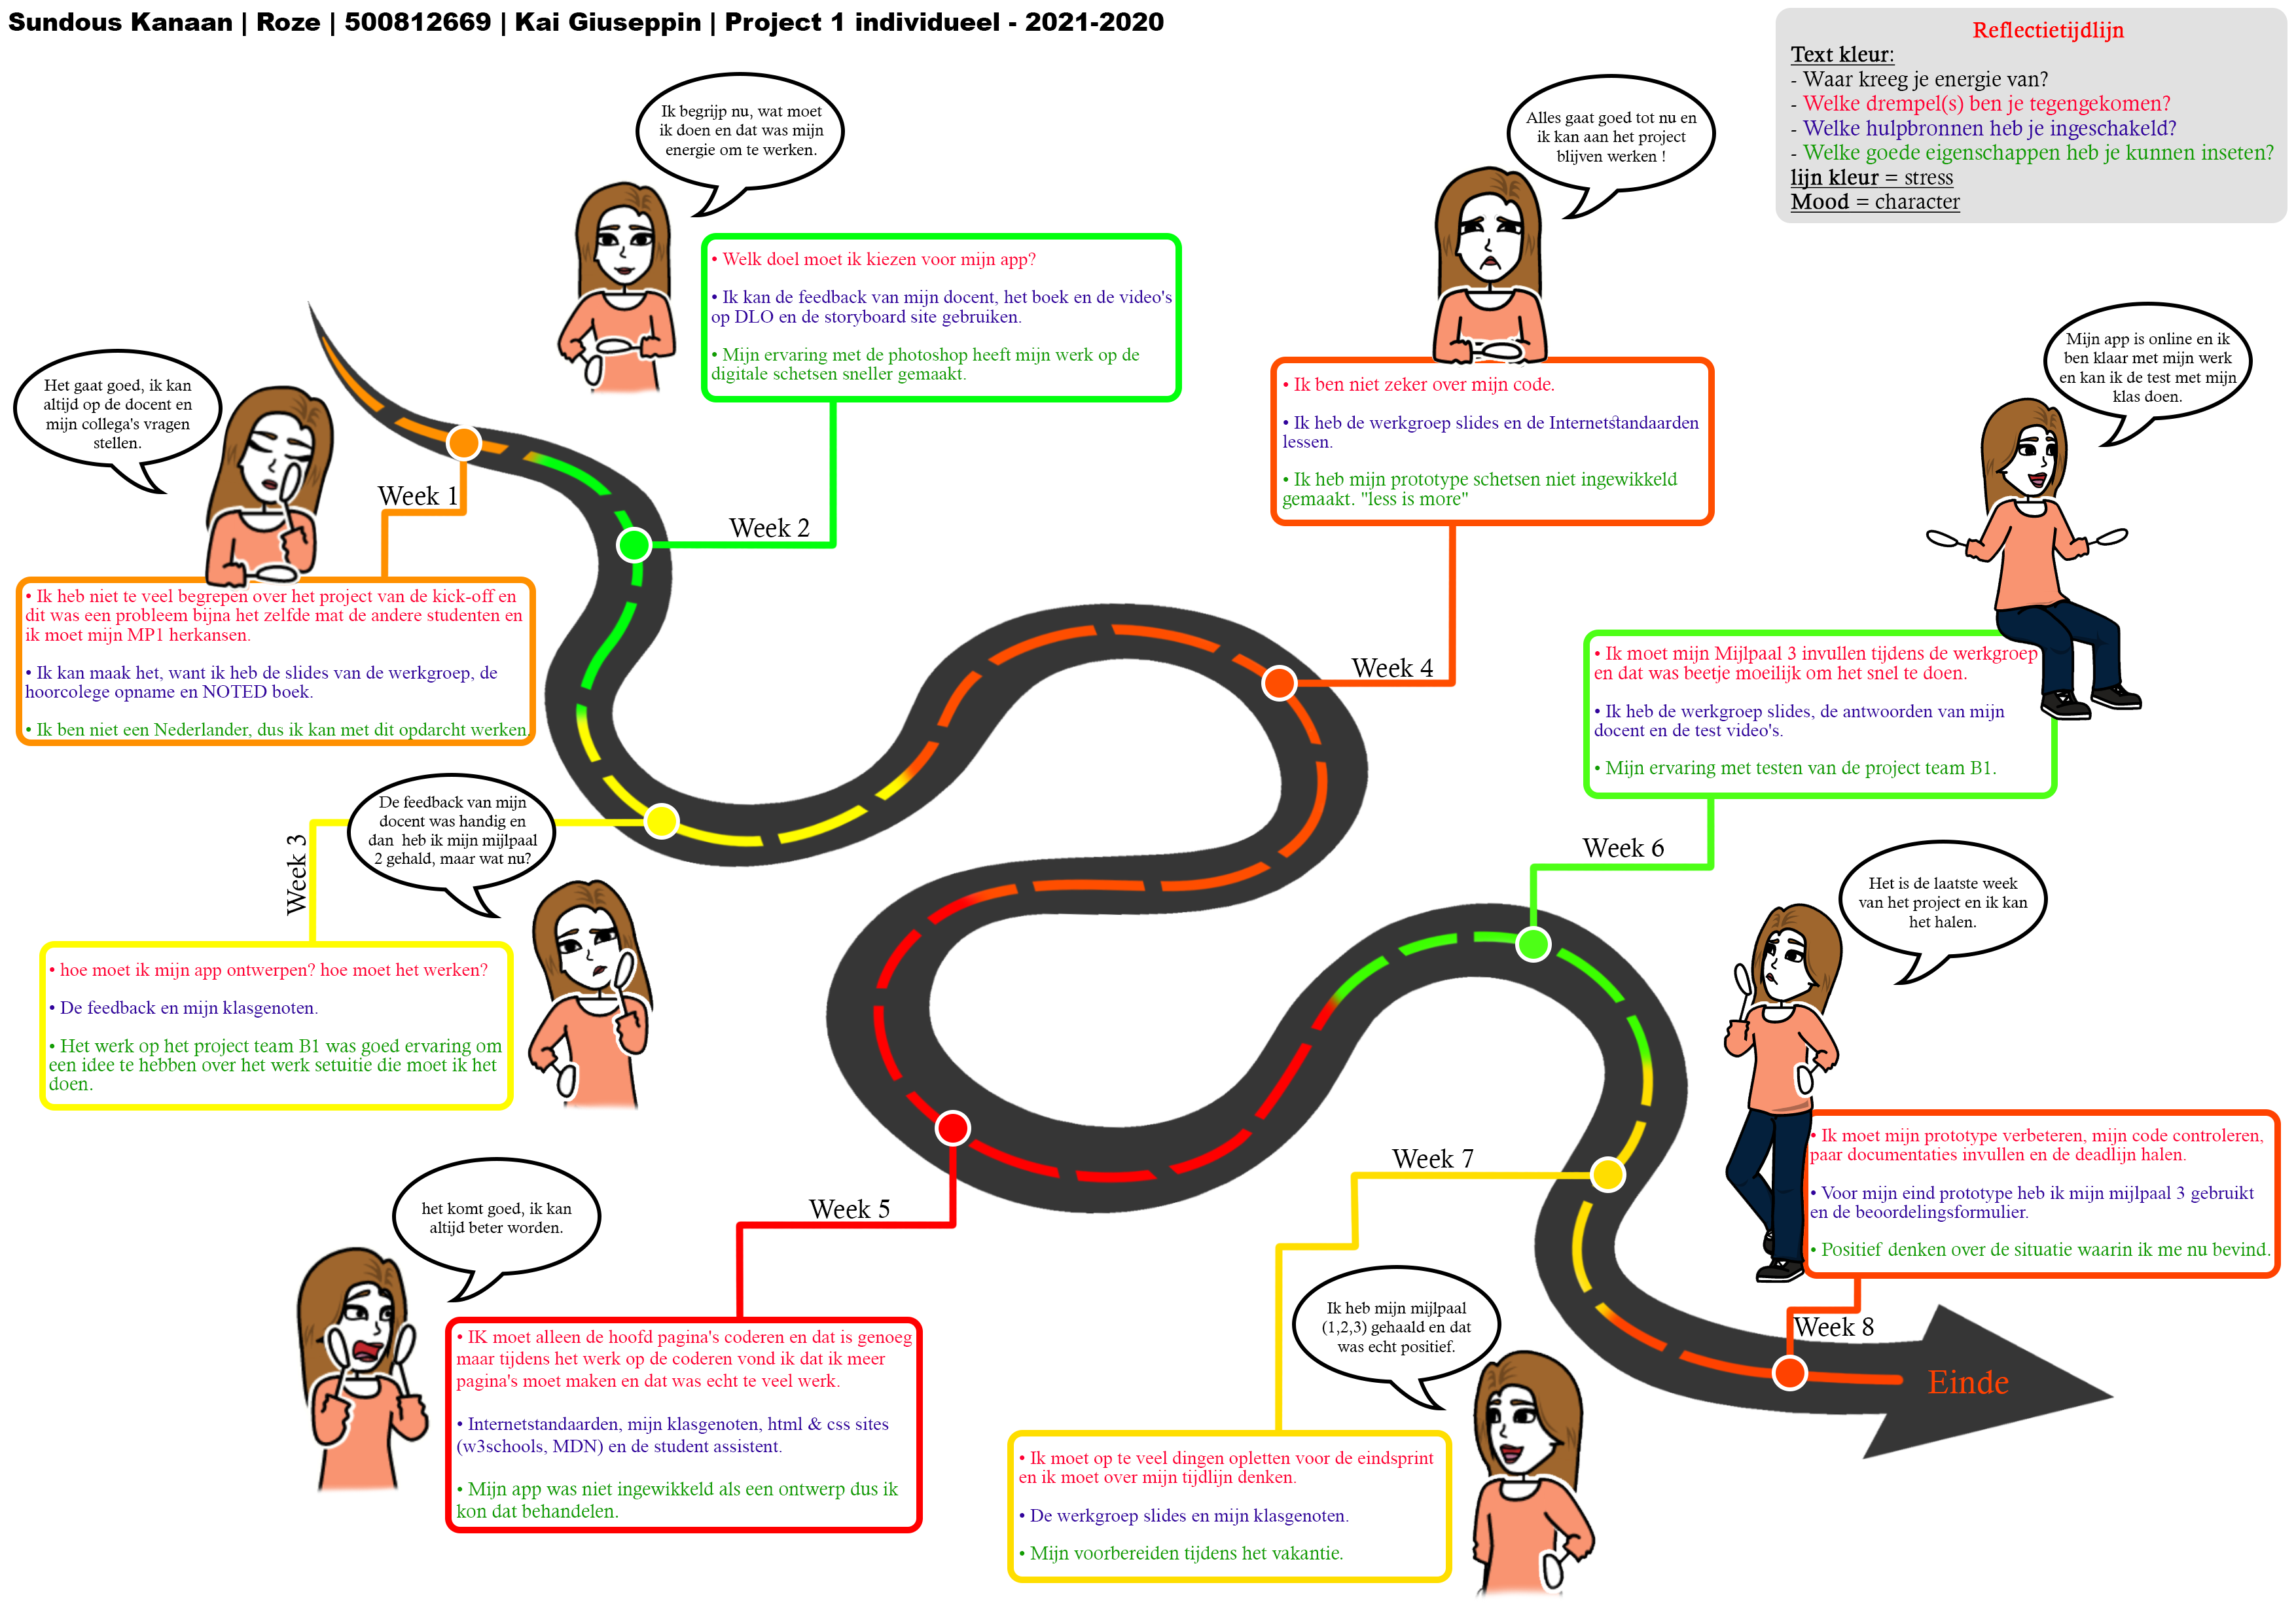 Sundous Kanaan | Roze | 500812669 | Kai Giuseppin | Project 1 individueel - 2021-2020
Reflectietijdlijn
Text kleur:
- Waar kreeg je energie van?
- Welke drempel(s) ben je tegengekomen?
- Welke hulpbronnen heb je ingeschakeld?
- Welke goede eigenschappen heb je kunnen inseten?
lijn kleur = stress
Mood = character
Het gaat goed, ik kan
altijd op de docent en
mijn collega's vragen
stellen.
Week 1
• Ik heb niet te veel begrepen over het project van de kick-off en
dit was een probleem bijna het zelfde mat de andere studenten en
ik moet mijn MP1 herkansen.
• Ik kan maak het, want ik heb de slides van de werkgroep, de
hoorcolege opname en NOTED boek.
• Ik ben niet een Nederlander, dus ik kan met dit opdarcht werken.
Ik begrijp nu, wat moet
ik doen en dat was mijn
energie om te werken.
Week 2
• Welk doel moet ik kiezen voor mijn app?
• Ik kan de feedback van mijn docent, het boek en de video's
op DLO en de storyboard site gebruiken.
• Mijn ervaring met de photoshop heeft mijn werk op de
digitale schetsen sneller gemaakt.
De feedback van mijn
docent was handig en
dan heb ik mijn mijlpaal
2 gehald, maar wat nu?
Week 3
• hoe moet ik mijn app ontwerpen? hoe moet het werken?
• De feedback en mijn klasgenoten.
• Het werk op het project team B1 was goed ervaring om
een idee te hebben over het werk setuitie die moet ik het
doen.
Alles gaat goed tot nu en
ik kan aan het project
blijven werken !
Week 4
• Ik ben niet zeker over mijn code.
• Ik heb de werkgroep slides en de Internetstandaarden
lessen.
• Ik heb mijn prototype schetsen niet ingewikkeld
gemaakt. "less is more"
het komt goed, ik kan
altijd beter worden.
Week 5
• IK moet alleen de hoofd pagina's coderen en dat is genoeg
maar tijdens het werk op de coderen vond ik dat ik meer
pagina's moet maken en dat was echt te veel werk.
• Internetstandaarden, mijn klasgenoten, html & css sites
(w3schools, MDN) en de student assistent.
• Mijn app was niet ingewikkeld als een ontwerp dus ik
kon dat behandelen.
Mijn app is online en ik
ben klaar met mijn werk
en kan ik de test met mijn
klas doen.
Week 6
• Ik moet mijn Mijlpaal 3 invullen tijdens de werkgroep
en dat was beetje moeilijk om het snel te doen.
• Ik heb de werkgroep slides, de antwoorden van mijn
docent en de test video's.
• Mijn ervaring met testen van de project team B1.
Ik heb mijn mijlpaal
(1,2,3) gehaald en dat
was echt positief.
Week 7
• Ik moet op te veel dingen opletten voor de eindsprint
en ik moet over mijn tijdlijn denken.
• De werkgroep slides en mijn klasgenoten.
• Mijn voorbereiden tijdens het vakantie.
Het is de laatste week
van het project en ik kan
het halen.
Week 8
• Ik moet mijn prototype verbeteren, mijn code controleren,
paar documentaties invullen en de deadlijn halen.
• Voor mijn eind prototype heb ik mijn mijlpaal 3 gebruikt
en de beoordelingsformulier.
• Positief denken over de situatie waarin ik me nu bevind.
Einde